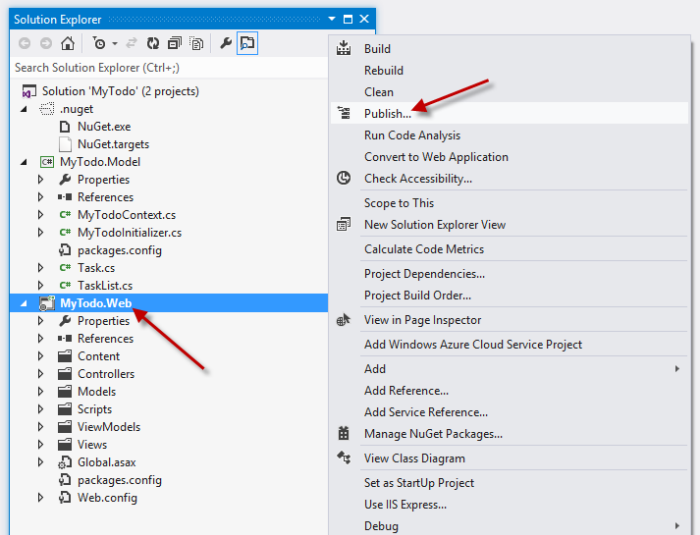 Solution Explorer
Search Solution Explorer (Ctrl+;)
Solution 'MyTodo' (2 projects)
.nuget
NuGet.exe
NuGet.targets
C# MyTodo.Model
Properties
References
C# MyTodoContext.cs
C# MyTodoInitializer.cs
packages.config
C# Task.cs
C# TaskList.cs
MyTodo.Web
Properties
References
Content
Controllers
Models
Scripts
ViewModels
Views
Global.asax
packages.config
Web.config
Build
Rebuild
Clean
Publish...
Run Code Analysis
Convert to Web Application
Check Accessibility...
Scope to This
New Solution Explorer View
Calculate Code Metrics
Project Dependencies...
Project Build Order...
View in Page Inspector
Add Windows Azure Cloud Service Project
Add
Add Reference...
Add Service Reference...
Manage NuGet Packages...
View Class Diagram
Set as StartUp Project
Use IIS Express...
Debug